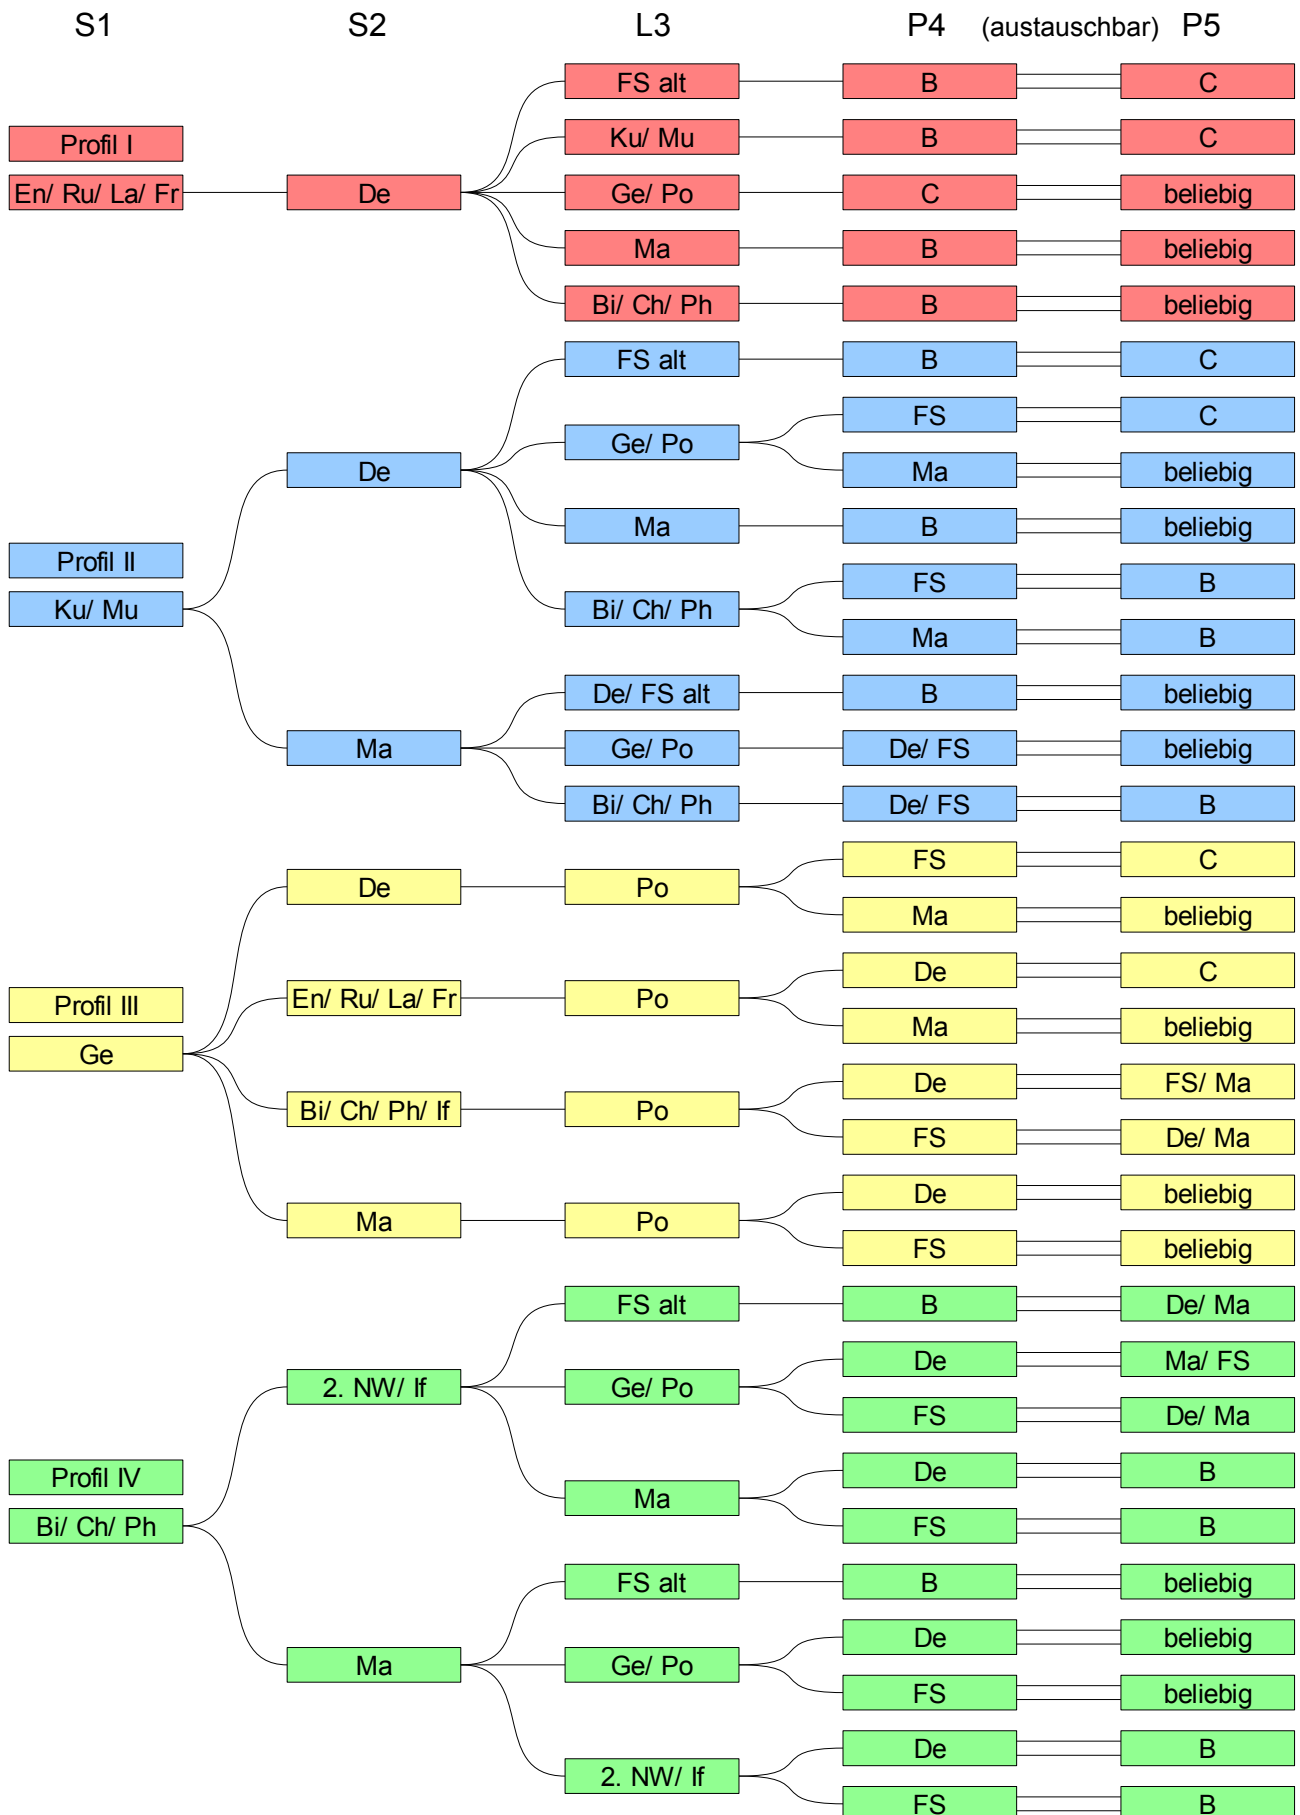 S1 S2 L3 P4 (austauschbar) P5
FS alt B C
Profil I
Ku/ Mu B C
En/ Ru/ La/ Fr De Ge/ Po C beliebig
Ma B beliebig
Bi/ Ch/ Ph B beliebig
FS alt B C
FS C
Ge/ Po
De Ma beliebig
Ma B beliebig
Profil II
FS B
Ku/ Mu Bi/ Ch/ Ph
Ma B
De/ FS alt B beliebig
Ma Ge/ Po De/ FS beliebig
Bi/ Ch/ Ph De/ FS B
FS C
De Po
Ma beliebig
De C
Profil III En/ Ru/ La/ Fr Po
Ma beliebig
Ge
De FS/ Ma
Bi/ Ch/ Ph/ If Po
FS De/ Ma
De beliebig
Ma Po
FS beliebig
FS alt B De/ Ma
De Ma/ FS
2. NW/ If Ge/ Po
FS De/ Ma
Profil IV De B
Ma
Bi/ Ch/ Ph FS B
FS alt B beliebig
De beliebig
Ma Ge/ Po
FS beliebig
De B
2. NW/ If
FS B